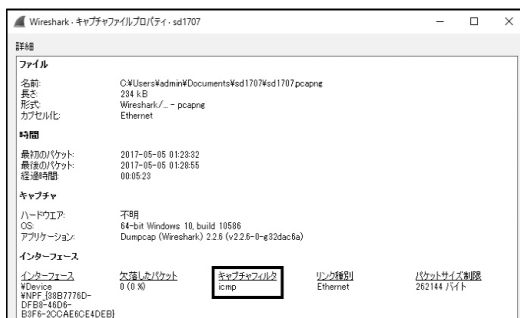 Wireshark · キャプチャファイルプロパティ · sd1707
詳細
ファイル
名前: C:¥Users¥admin¥Documents¥sd1707¥sd1707.pcapng
長さ: 234 kB
形式: Wireshark/... - pcapng
カプセル化: Ethernet
時間
最初のパケット: 2017-05-05 01:23:32
最後のパケット: 2017-05-05 01:28:55
経過時間: 00:05:23
キャプチャ
ハードウエア: 不明
OS: 64-bit Windows 10, build 10586
アプリケーション: Dumpcap (Wireshark) 2.2.6 (v2.2.6-0-g32dac6a)
インターフェース
インターフェース 欠落したパケット キャプチャフィルタ リンク種別 パケットサイズ制限
¥Device 0 (0 %) icmp Ethernet 262144 バイト
¥NPF_{38B7776D-
DFB8-46D6-
B3F6-2CCAE6CE4DEB}